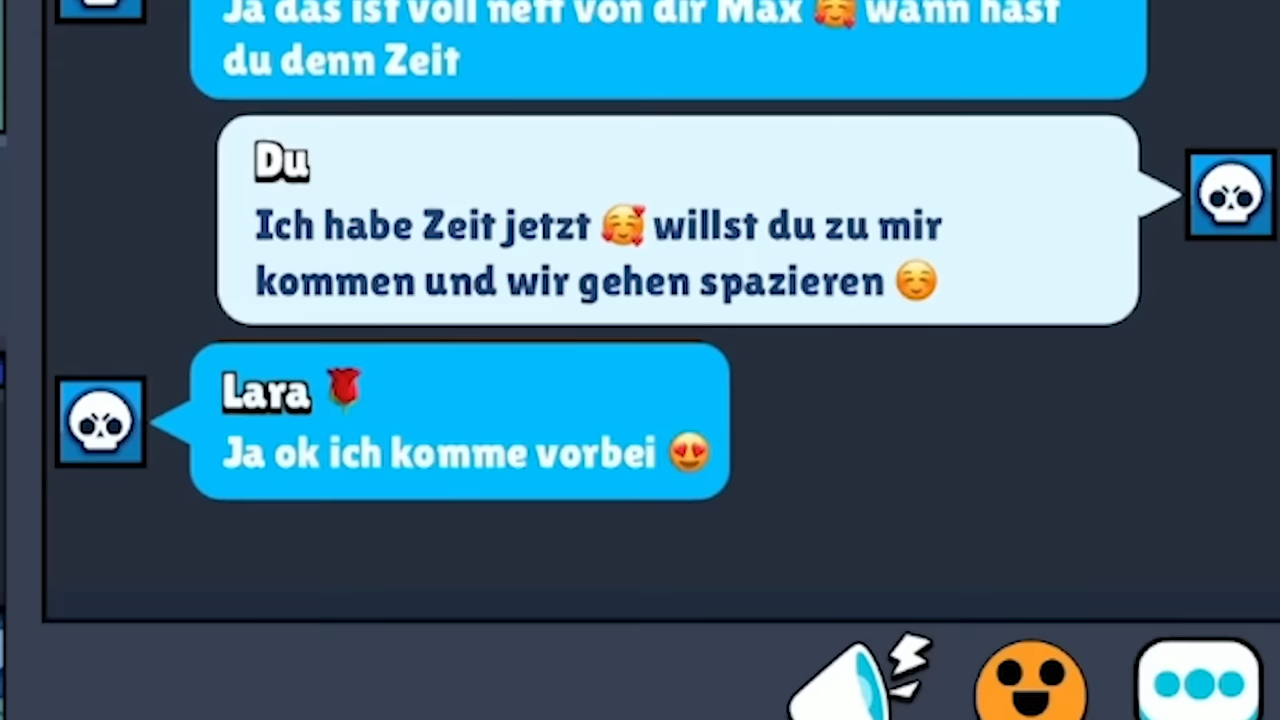 Ja das ist voll nett von dir Max 🥰 wann hast
du denn Zeit
Du
Ich habe Zeit jetzt 🥰 willst du zu mir
kommen und wir gehen spazieren ☺️
Lara 🌹
Ja ok ich komme vorbei 😍